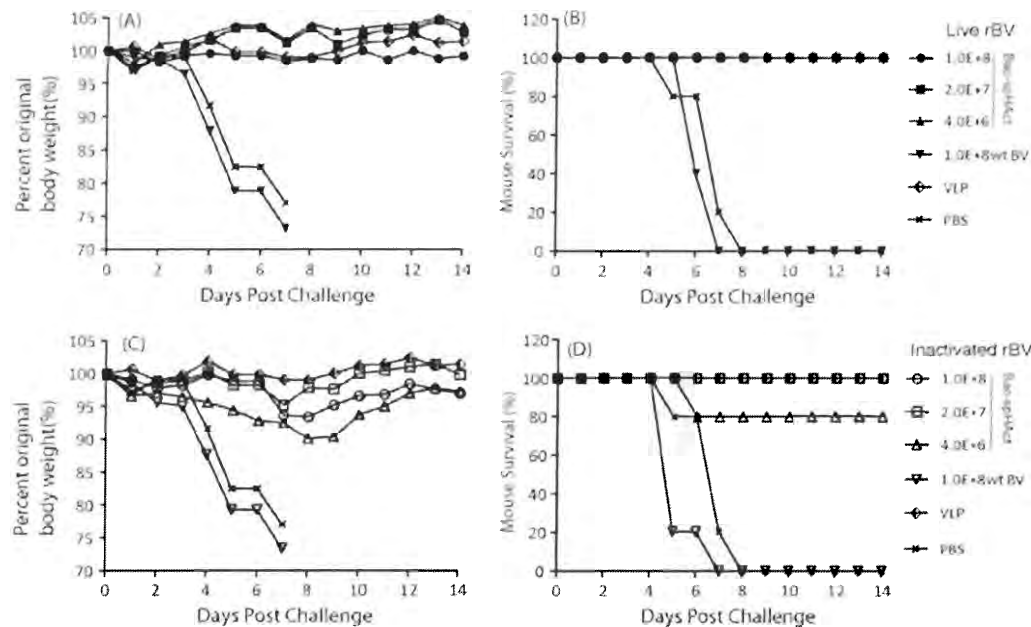 (A)
105
100
95
90
85
80
75
70
Percent original
body weight(%)
0 2 4 6 8 10 12 14
Days Post Challenge
(B)
120
100
80
60
40
20
0
Mouse Survival (%)
0 2 4 6 8 10 12 14
Days Post Challenge
Live rBV
1.0E+8
2.0E+7
4.0E+6
1.0E+8wt BV
VLP
PBS
(C)
105
100
95
90
85
80
75
70
Percent original
body weight(%)
0 2 4 6 8 10 12 14
Days Post Challenge
(D)
120
100
80
60
40
20
0
Mouse Survival (%)
0 2 4 6 8 10 12 14
Days Post Challenge
Inactivated rBV
1.0E+8
2.0E+7
4.0E+6
1.0E+8wt BV
VLP
PBS